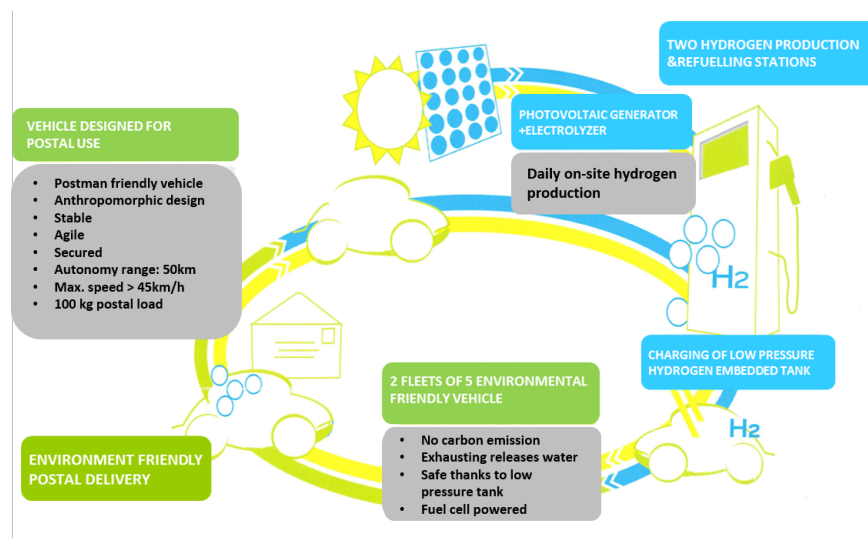 TWO HYDROGEN PRODUCTION
&REFUELLING STATIONS
PHOTOVOLTAIC GENERATOR
+ELECTROLYZER
Daily on-site hydrogen
production
VEHICLE DESIGNED FOR
POSTAL USE
• Postman friendly vehicle
• Anthropomorphic design
• Stable
• Agile
• Secured
• Autonomy range: 50km
• Max. speed > 45km/h
• 100 kg postal load
H2
CHARGING OF LOW PRESSURE
HYDROGEN EMBEDDED TANK
2 FLEETS OF 5 ENVIRONMENTAL
FRIENDLY VEHICLE
• No carbon emission
• Exhausting releases water
• Safe thanks to low
pressure tank
• Fuel cell powered
H2
ENVIRONMENT FRIENDLY
POSTAL DELIVERY